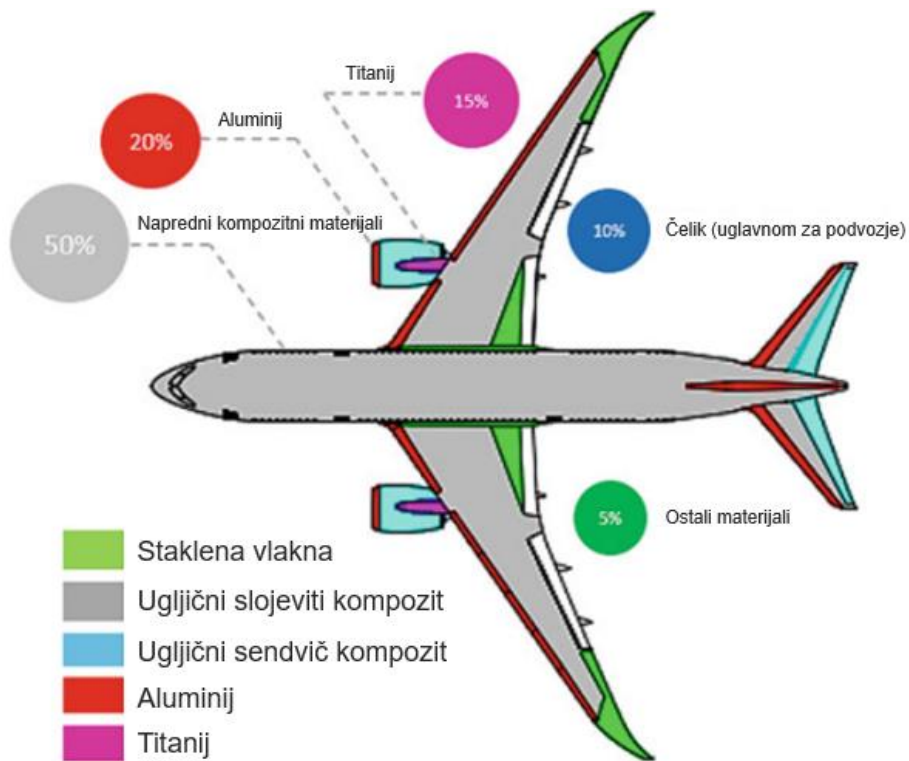 Titanij
15%
Aluminij
20%
Napredni kompozitni materijali
50%
10%
Čelik (uglavnom za podvozje)
5%
Ostali materijali
Staklena vlakna
Ugljični slojeviti kompozit
Ugljični sendvič kompozit
Aluminij
Titanij